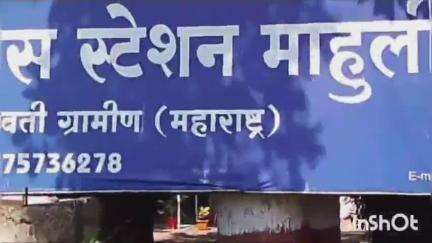 स स्टेशन माहुली
वती ग्रामीण (महाराष्ट्र)
75736278
E-m
InShOt